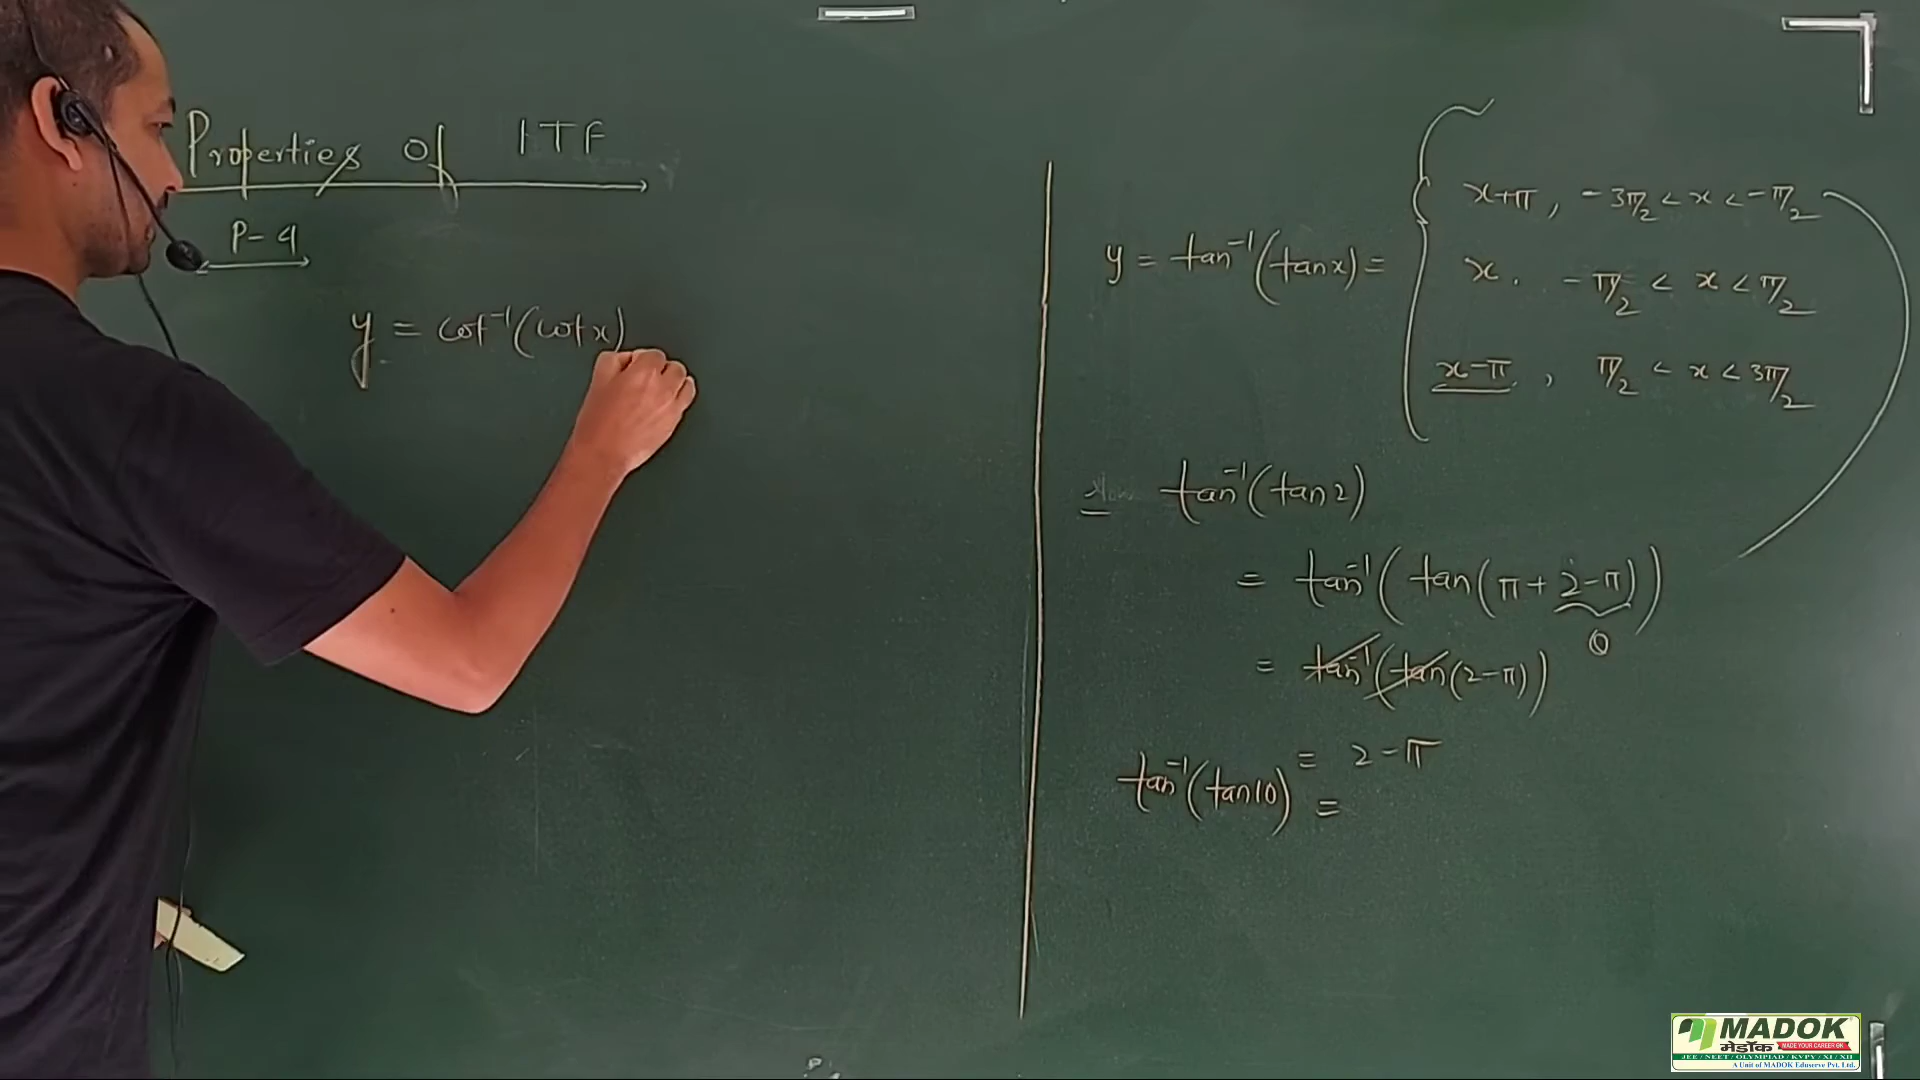 Properties of ITF
P-4
y = cot⁻¹(cot x)
y = tan⁻¹(tan x) = { x+π, -3π/2 < x < -π/2
x. -π/2 < x < π/2
x-π, π/2 < x < 3π/2
tan⁻¹(tan 2)
= tan⁻¹(tan(π + 2-π))
θ
= tan⁻¹(tan(2-π))
= 2-π
tan⁻¹(tan 10) =
MADOK
मेडॉक MADE YOUR CAREER OK
JEE / NEET / OLYMPIAD / KVPY / XI / XII
A Unit of MADOK Eduserve Pvt. Ltd.